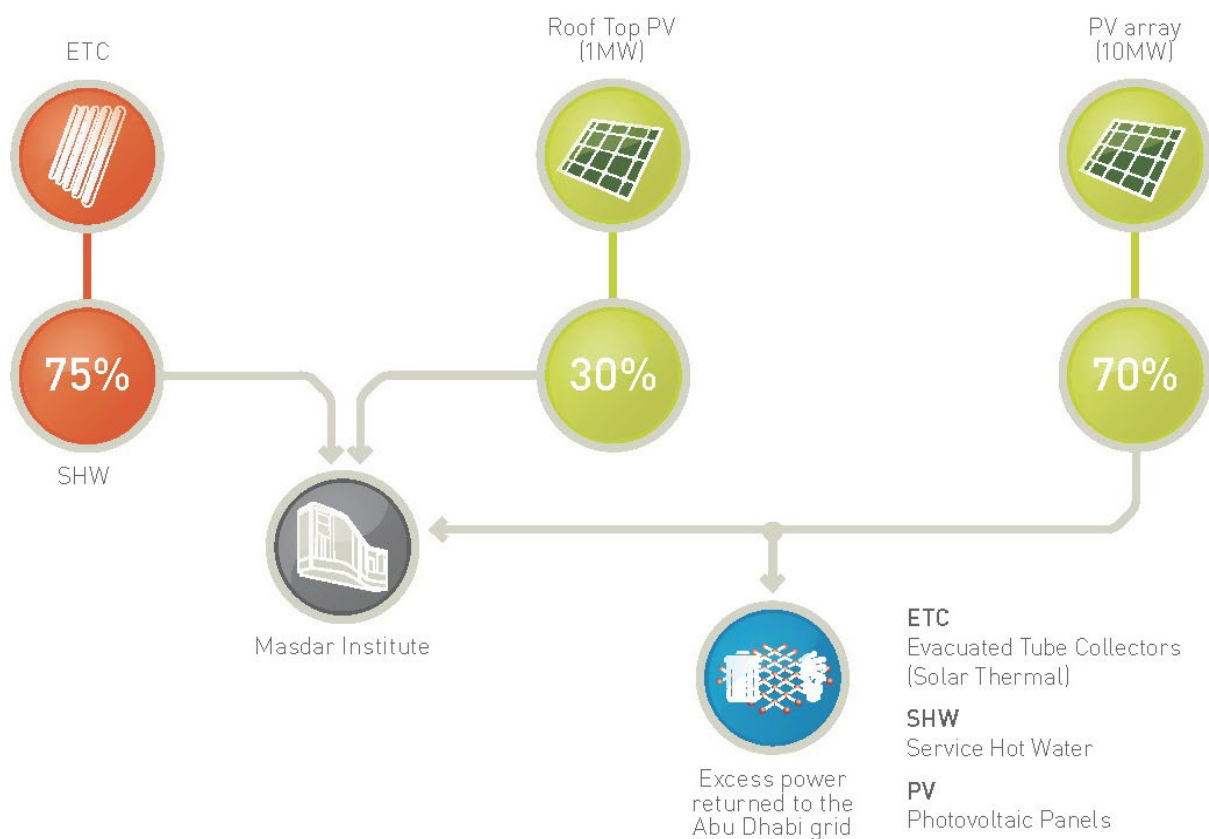 ETC
Roof Top PV
(1MW)
PV array
(10MW)
75%
30%
70%
SHW
Masdar Institute
Excess power
returned to the
Abu Dhabi grid
ETC
Evacuated Tube Collectors
(Solar Thermal)
SHW
Service Hot Water
PV
Photovoltaic Panels